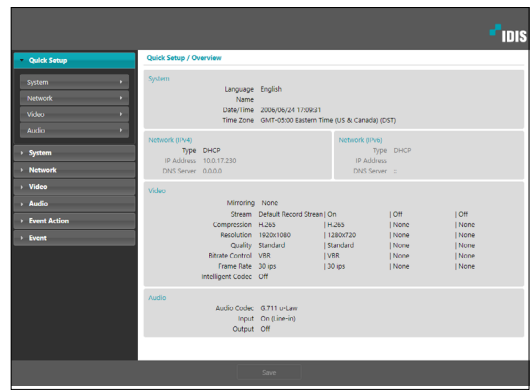 IDIS
Quick Setup
System
Network
Video
Audio
System
Network
Video
Audio
Event Action
Event
Quick Setup / Overview
System
Language English
Name
Date/Time 2006/06/24 17:09:31
Time Zone GMT-05:00 Eastern Time (US & Canada) (DST)
Network (IPv4)
Type DHCP
IP Address 10.0.17.230
DNS Server 0.0.0.0
Network (IPv6)
Type DHCP
IP Address
DNS Server ::
Video
Mirroring None
Stream Default Record Stream | On | Off | Off
Compression H.265 | H.265 | None | None
Resolution 1920x1080 | 1280x720 | None | None
Quality Standard | Standard | None | None
Bitrate Control VBR | VBR | None | None
Frame Rate 30 ips | 30 ips | None | None
Intelligent Codec Off
Audio
Audio Codec G.711 u-Law
Input On (Line-in)
Output Off
Save